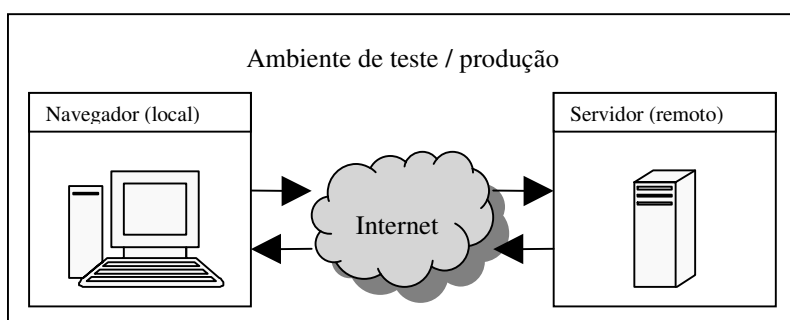 Ambiente de teste / produção
Navegador (local)
Servidor (remoto)
Internet